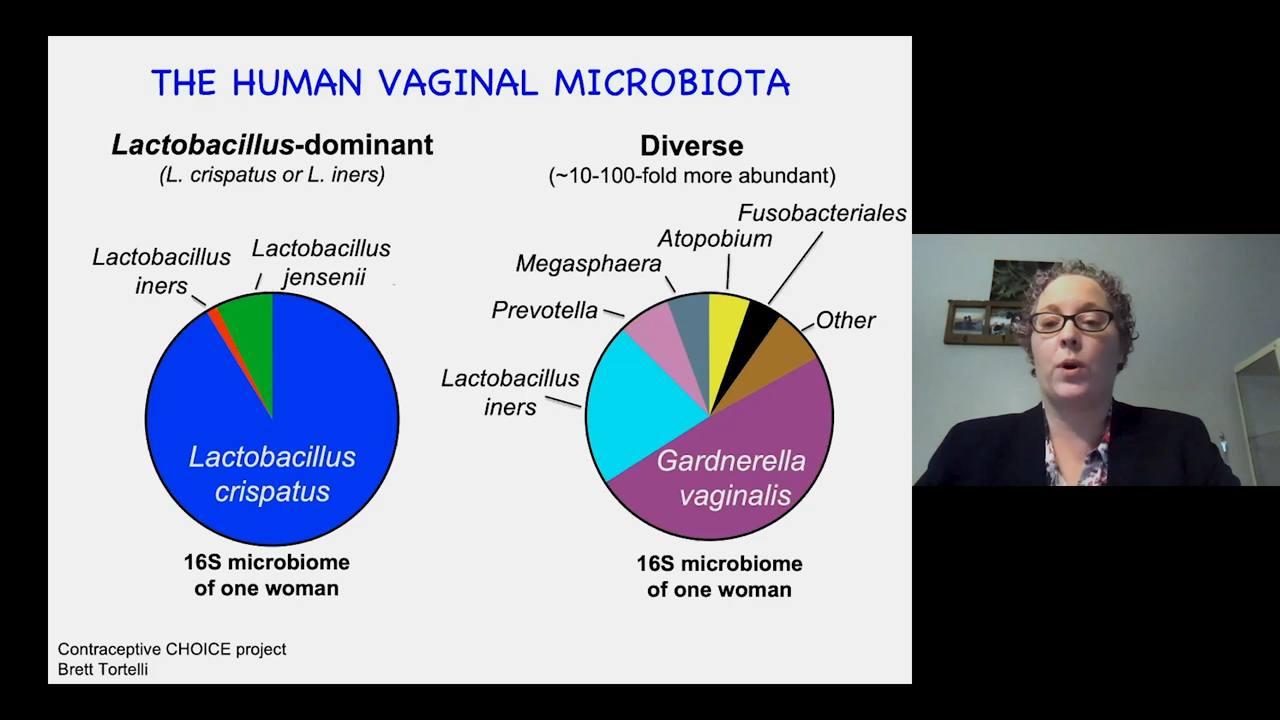 THE HUMAN VAGINAL MICROBIOTA
Lactobacillus-dominant
(L. crispatus or L. iners)
Lactobacillus
iners
Lactobacillus
jensenii
Lactobacillus
crispatus
16S microbiome
of one woman
Diverse
(~10-100-fold more abundant)
Fusobacteriales
Atopobium
Megasphaera
Prevotella
Other
Lactobacillus
iners
Gardnerella
vaginalis
16S microbiome
of one woman
Contraceptive CHOICE project
Brett Tortelli